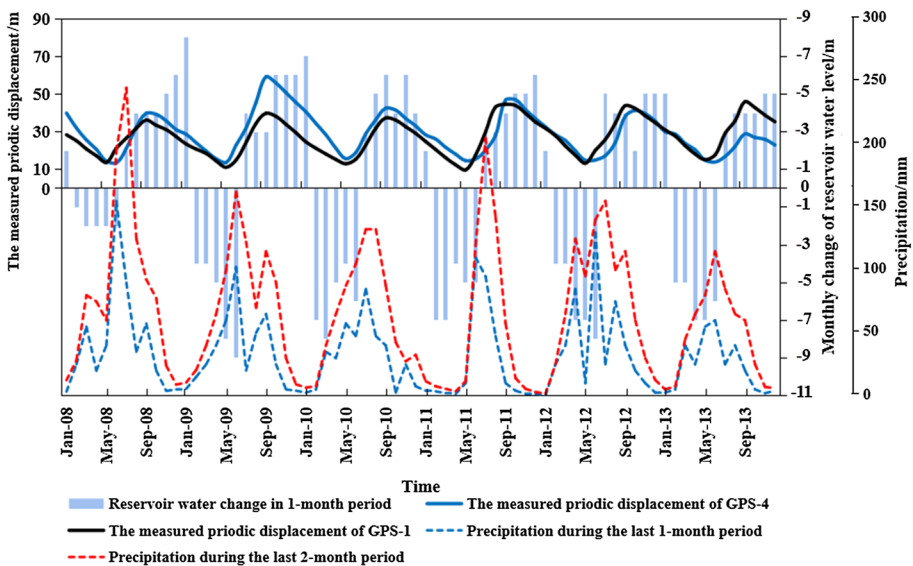 The measured periodic displacement/m
90
70
50
30
10
0
-9
-7
-5
-3
-1
0
-1
-3
-5
-7
-9
-11
Monthly change of reservoir water level/m
300
250
200
150
100
50
0
Precipitation/mm
Jan-08
May-08
Sep-08
Jan-09
May-09
Sep-09
Jan-10
May-10
Sep-10
Jan-11
May-11
Sep-11
Jan-12
May-12
Sep-12
Jan-13
May-13
Sep-13
Time
Reservoir water change in 1-month period
The measured priodic displacement of GPS-4
The measured priodic displacement of GPS-1
Precipitation during the last 1-month period
Precipitation during the last 2-month period